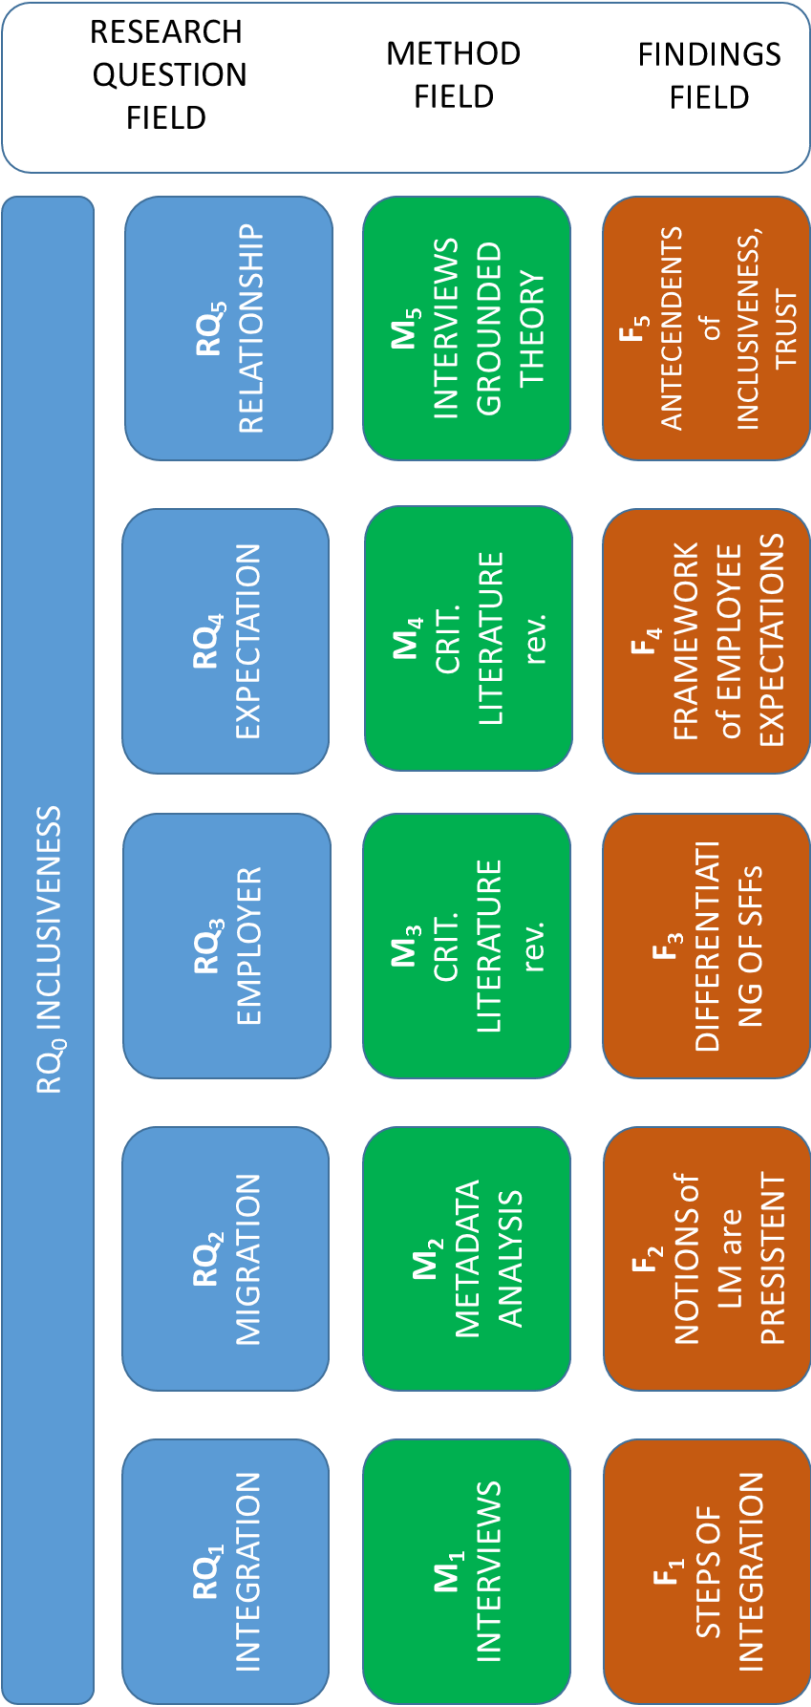 RESEARCH
QUESTION
FIELD
METHOD
FIELD
FINDINGS
FIELD
RQ0 INCLUSIVENESS
RQ5
RELATIONSHIP
M5
INTERVIEWS
GROUNDED
THEORY
F5
ANTECENDENTS
of
INCLUSIVENESS,
TRUST
RQ4
EXPECTATION
M4
CRIT.
LITERATURE
rev.
F4
FRAMEWORK
of EMPLOYEE
EXPECTATIONS
RQ3
EMPLOYER
M3
CRIT.
LITERATURE
rev.
F3
DIFFERENTIATI
NG OF SFFs
RQ2
MIGRATION
M2
METADATA
ANALYSIS
F2
NOTIONS of
LM are
PRESISTENT
RQ1
INTEGRATION
M1
INTERVIEWS
F1
STEPS OF
INTEGRATION